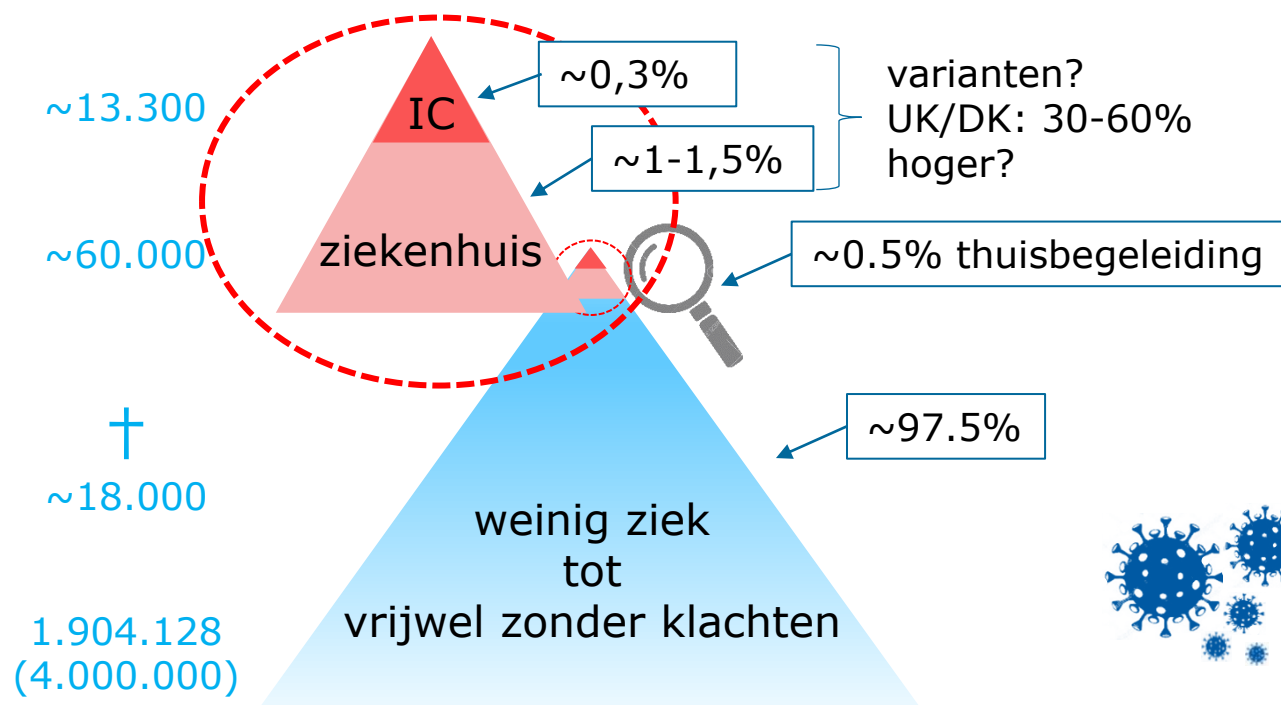 ~13.300
~60.000
†
~18.000
1.904.128
(4.000.000)
IC
ziekenhuis
~0,3%
~1-1,5%
varianten?
UK/DK: 30-60%
hoger?
~0.5% thuisbegeleiding
~97.5%
weinig ziek
tot
vrijwel zonder klachten